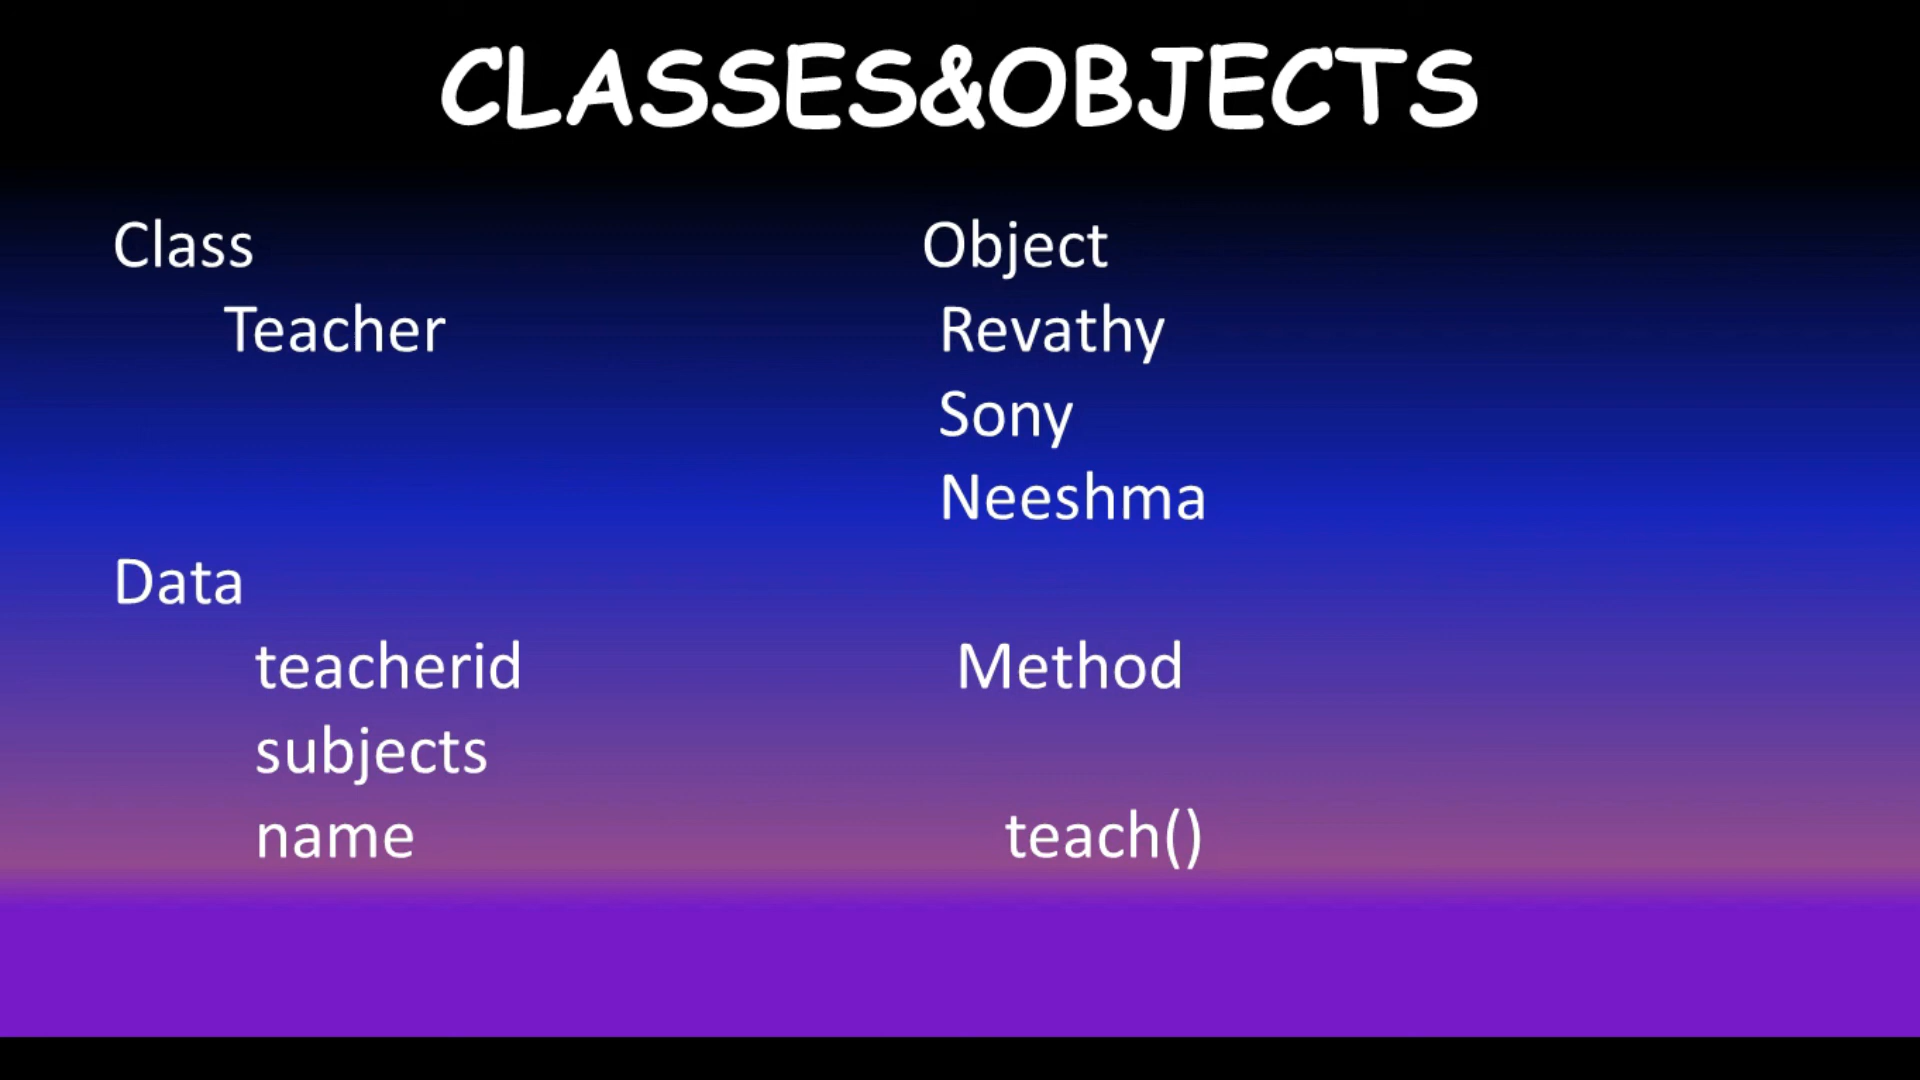 CLASSES&OBJECTS
Class Object
Teacher Revathy
Sony
Neeshma
Data
teacherid Method
subjects
name teach()